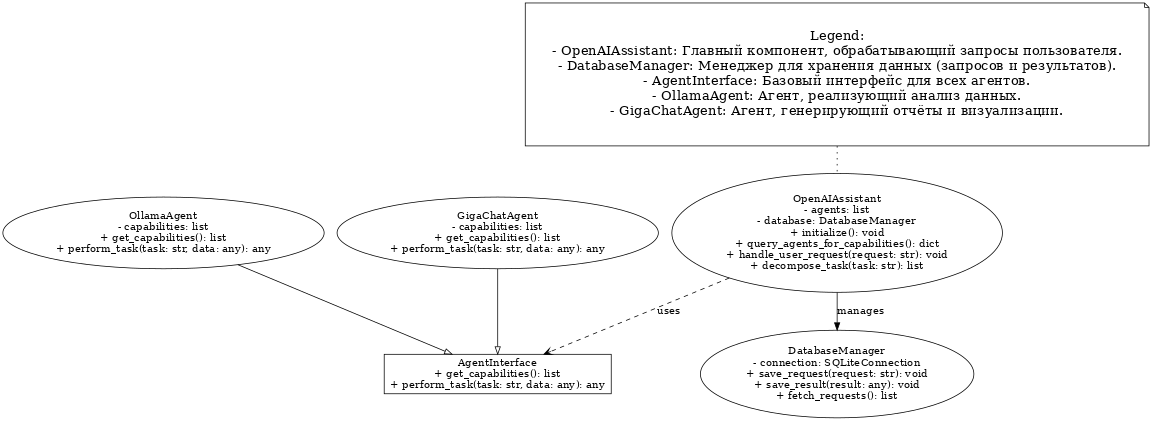 Legend:
- OpenAIAssistant: Главный компонент, обрабатывающий запросы пользователя.
- DatabaseManager: Менеджер для хранения данных (запросов и результатов).
- AgentInterface: Базовый интерфейс для всех агентов.
- OllamaAgent: Агент, реализующий анализ данных.
- GigaChatAgent: Агент, генерирующий отчёты и визуализации.
OllamaAgent
- capabilities: list
+ get_capabilities(): list
+ perform_task(task: str, data: any): any
GigaChatAgent
- capabilities: list
+ get_capabilities(): list
+ perform_task(task: str, data: any): any
OpenAIAssistant
- agents: list
- database: DatabaseManager
+ initialize(): void
+ query_agents_for_capabilities(): dict
+ handle_user_request(request: str): void
+ decompose_task(task: str): list
uses
manages
AgentInterface
+ get_capabilities(): list
+ perform_task(task: str, data: any): any
DatabaseManager
- connection: SQLiteConnection
+ save_request(request: str): void
+ save_result(result: any): void
+ fetch_requests(): list